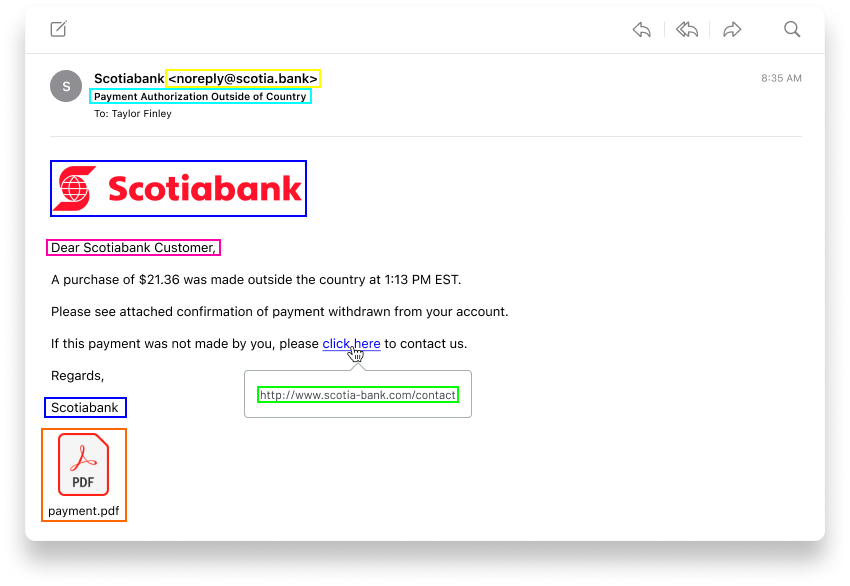 S
Scotiabank <noreply@scotia.bank>
8:35 AM
Payment Authorization Outside of Country
To: Taylor Finley
Scotiabank
Dear Scotiabank Customer,
A purchase of $21.36 was made outside the country at 1:13 PM EST.
Please see attached confirmation of payment withdrawn from your account.
If this payment was not made by you, please click here to contact us.
Regards,
http://www.scotia-bank.com/contact
Scotiabank
PDF
payment.pdf